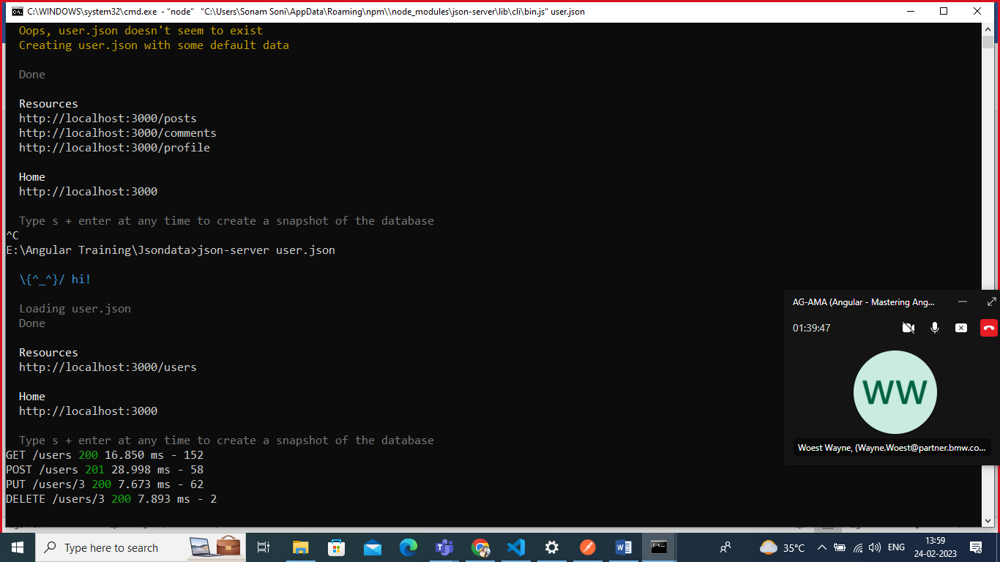 C:\WINDOWS\system32\cmd.exe - "node" "C:\Users\Sonam Soni\AppData\Roaming\npm\\node_modules\json-server\lib\cli\bin.js" user.json
Oops, user.json doesn't seem to exist
Creating user.json with some default data
Done
Resources
http://localhost:3000/posts
http://localhost:3000/comments
http://localhost:3000/profile
Home
http://localhost:3000
Type s + enter at any time to create a snapshot of the database
^C
E:\Angular Training\Jsondata>json-server user.json
\{^_^}/ hi!
Loading user.json
Done
Resources
http://localhost:3000/users
Home
http://localhost:3000
Type s + enter at any time to create a snapshot of the database
GET /users 200 16.850 ms - 152
POST /users 201 28.998 ms - 58
PUT /users/3 200 7.673 ms - 62
DELETE /users/3 200 7.893 ms - 2
AG-AMA (Angular - Mastering Ang...
01:39:47
WW
Woest Wayne, (Wayne.Woest@partner.bmw.co...
Type here to search
35°C
ENG
13:59
24-02-2023